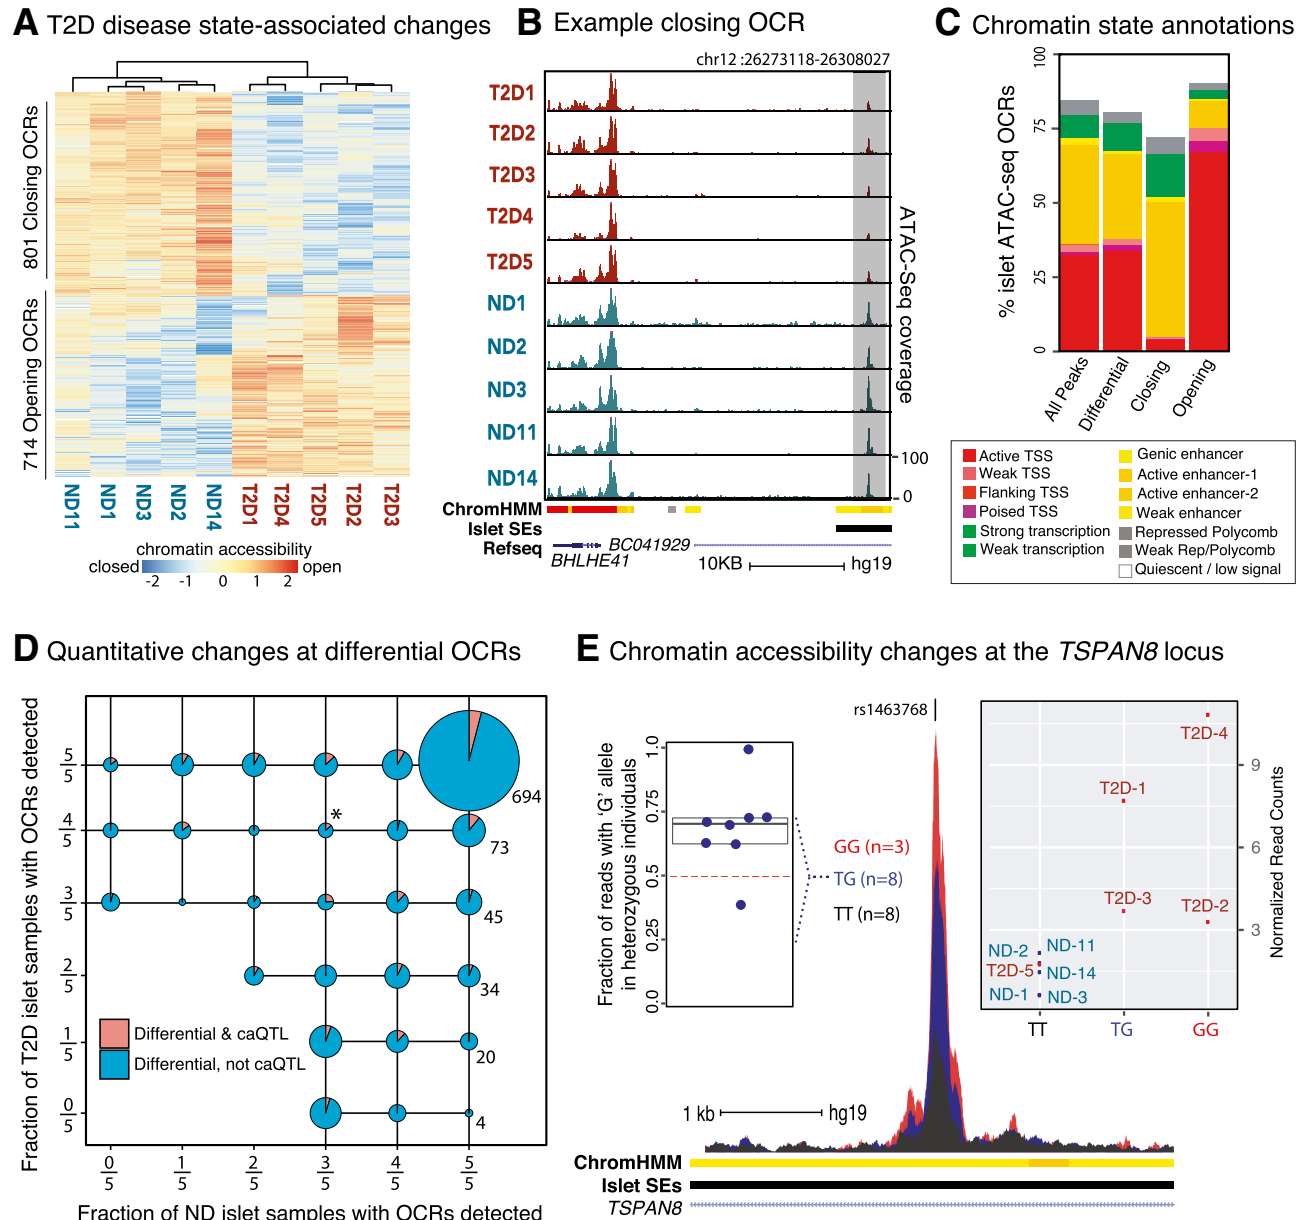 A T2D disease state-associated changes
801 Closing OCRs
714 Opening OCRs
ND11
ND1
ND3
ND2
ND14
T2D1
T2D4
T2D5
T2D2
T2D3
chromatin accessibility
closed
open
-2
-1
0
1
2
B Example closing OCR
chr12 :26273118-26308027
T2D1
T2D2
T2D3
T2D4
T2D5
ND1
ND2
ND3
ND11
ND14
ATAC-Seq coverage
100
0
ChromHMM
Islet SEs
Refseq
BC041929
BHLHE41
10KB
hg19
C Chromatin state annotations
% islet ATAC-seq OCRs
100
75
50
25
0
All Peaks
Differential
Closing
Opening
Active TSS
Weak TSS
Flanking TSS
Poised TSS
Strong transcription
Weak transcription
Genic enhancer
Active enhancer-1
Active enhancer-2
Weak enhancer
Repressed Polycomb
Weak Rep/Polycomb
Quiescent / low signal
D Quantitative changes at differential OCRs
Fraction of T2D islet samples with OCRs detected
5/5
4/5
3/5
2/5
1/5
0/5
694
*
73
45
34
20
4
Differential & caQTL
Differential, not caQTL
0/5
1/5
2/5
3/5
4/5
5/5
Fraction of ND islet samples with OCRs detected
E Chromatin accessibility changes at the TSPAN8 locus
rs1463768
Fraction of reads with ‘G’ allele
in heterozygous individuals
1.0
0.75
0.5
0.25
0.0
GG (n=3)
TG (n=8)
TT (n=8)
T2D-4
T2D-1
T2D-3
T2D-2
ND-2
ND-11
T2D-5
ND-14
ND-1
ND-3
9
6
3
Normalized Read Counts
TT
TG
GG
1 kb
hg19
ChromHMM
Islet SEs
TSPAN8